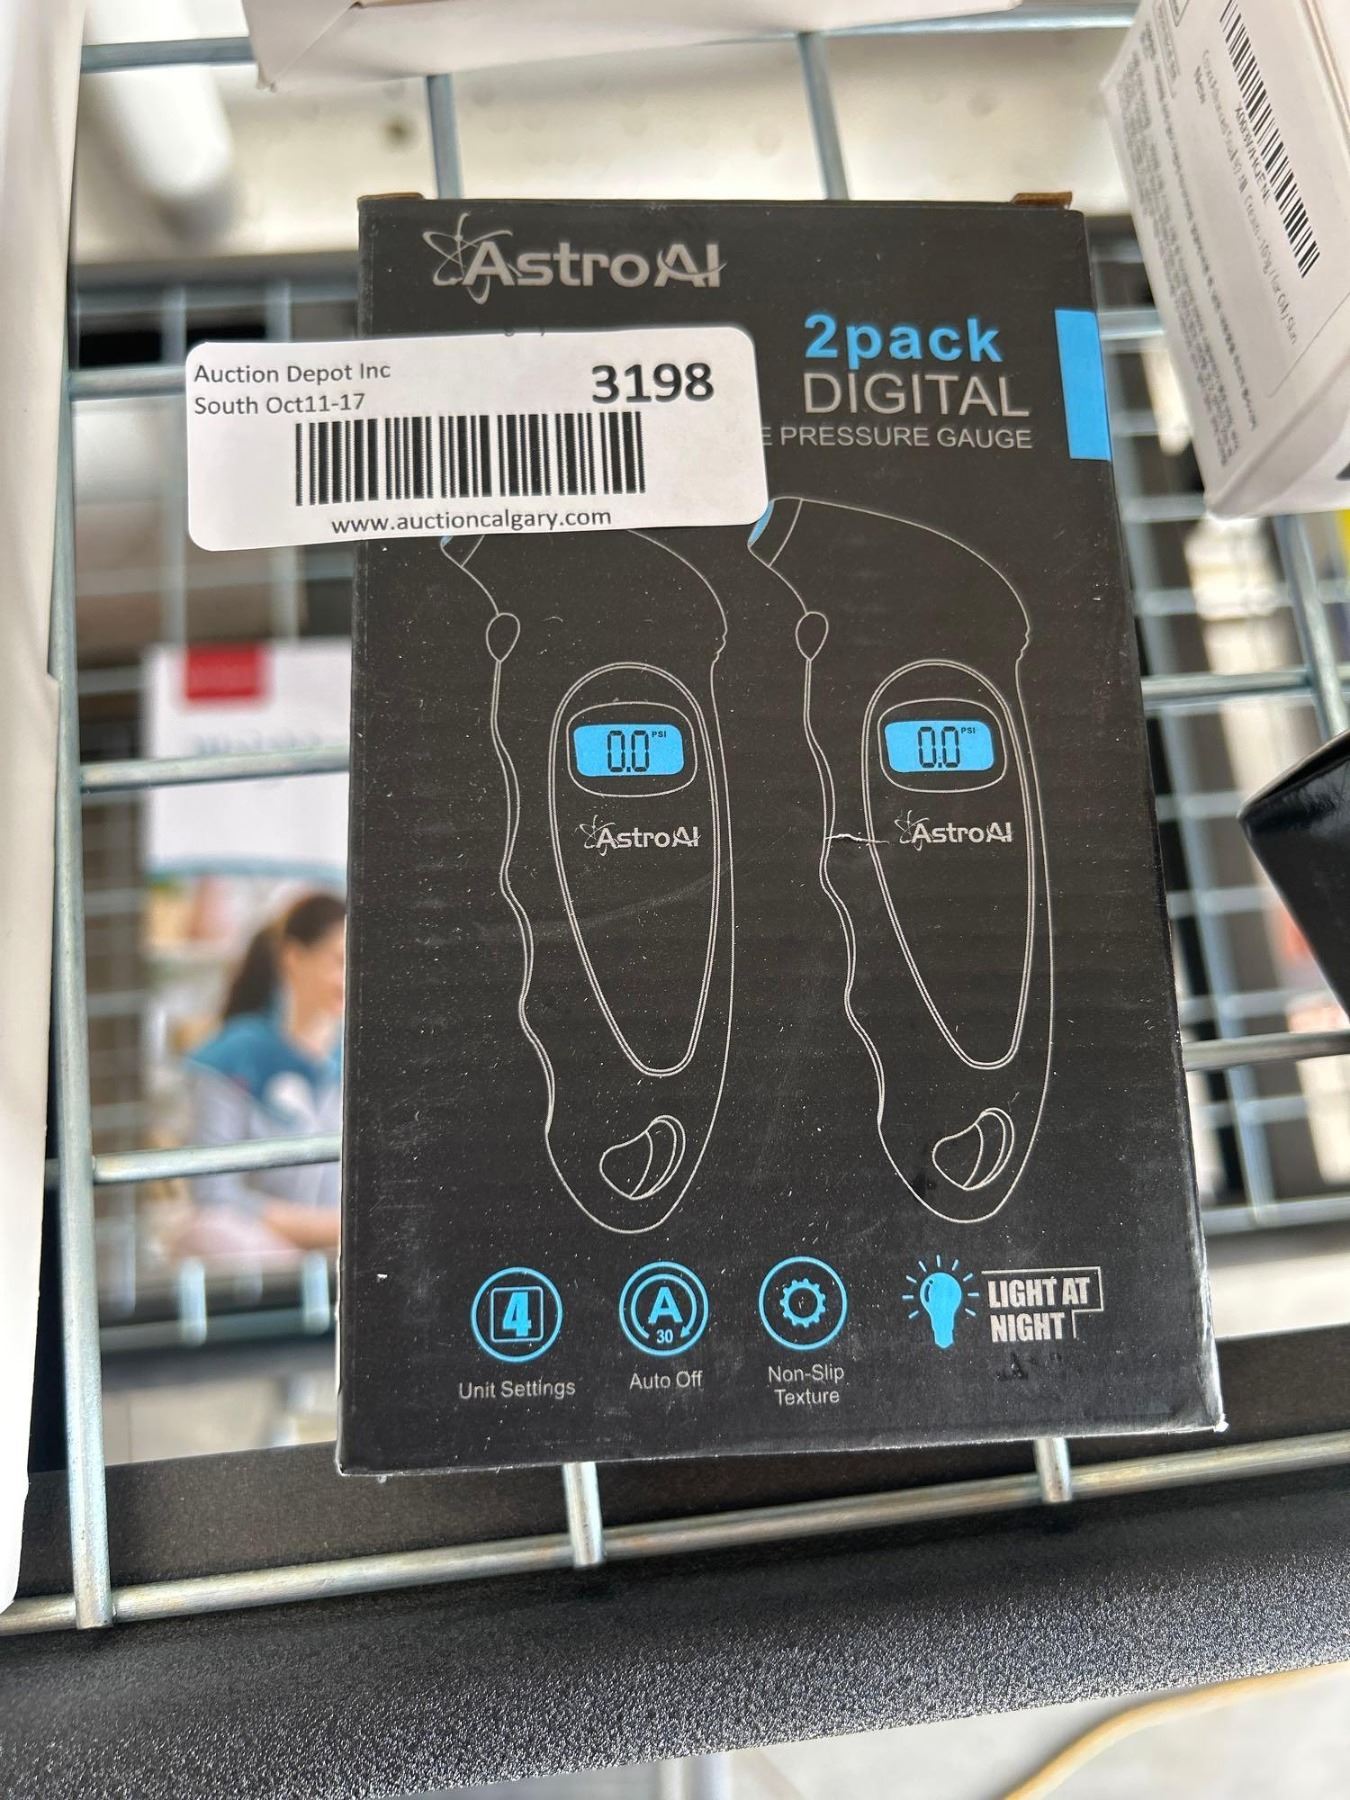 AstroAI
2pack
DIGITAL
E PRESSURE GAUGE
Auction Depot Inc
South Oct11-17
3198
www.auctioncalgary.com
0.0 PSI
0.0 PSI
AstroAI
AstroAI
4
Unit Settings
A
30
Auto Off
Non-Slip
Texture
LIGHT AT
NIGHT